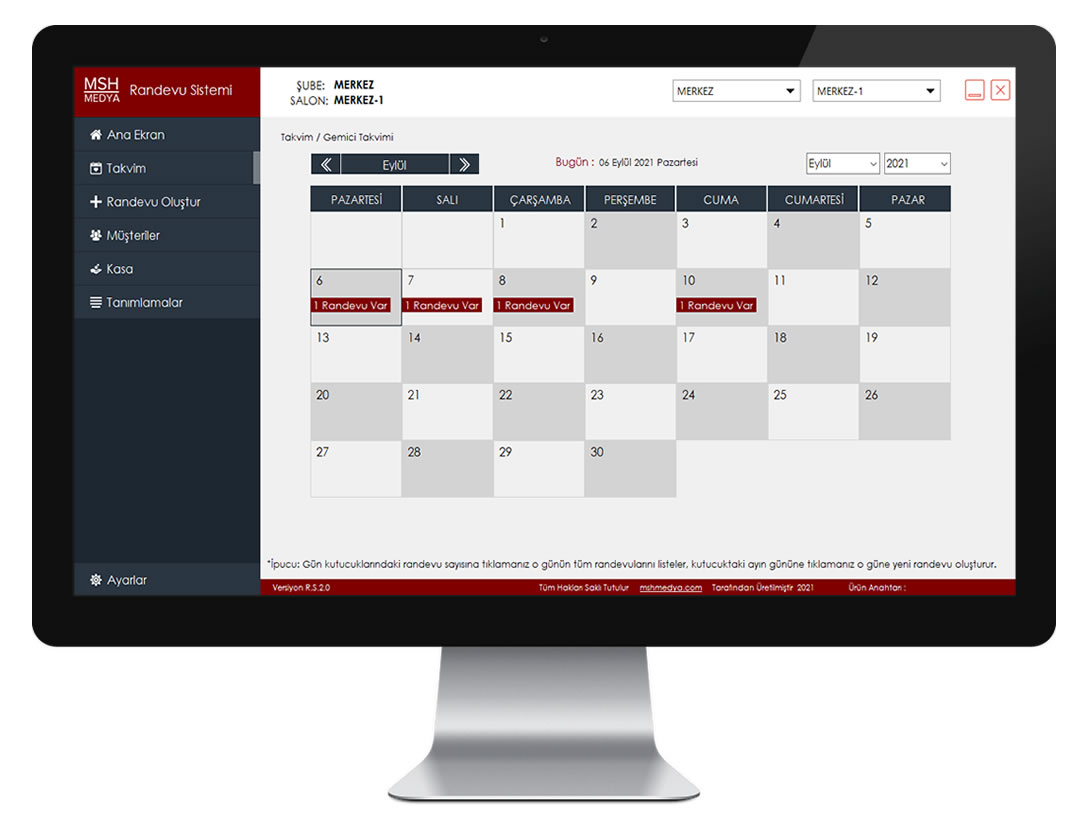 MSH
MEDYA
Randevu Sistemi
Ana Ekran
Takvim
Randevu Oluştur
Müşteriler
Kasa
Tanımlamalar
Ayarlar
ŞUBE: MERKEZ
SALON: MERKEZ-1
MERKEZ
MERKEZ-1
Takvim / Gemici Takvimi
Eylül
Bugün : 06 Eylül 2021 Pazartesi
Eylül 2021
PAZARTESİ SALI ÇARŞAMBA PERŞEMBE CUMA CUMARTESİ PAZAR
1 2 3 4 5
6 7 8 9 10 11 12
1 Randevu Var 1 Randevu Var 1 Randevu Var 1 Randevu Var
13 14 15 16 17 18 19
20 21 22 23 24 25 26
27 28 29 30
*İpucu: Gün kutucuklarındaki randevu sayısına tıklamanız o günün tüm randevularını listeler, kutucuktaki ayın gününe tıklamanız o güne yeni randevu oluşturur.
Versiyon R.S.2.0 Tüm Hakları Saklı Tutulur mshmedya.com Tarafından Üretilmiştir 2021 Ürün Anahtarı :